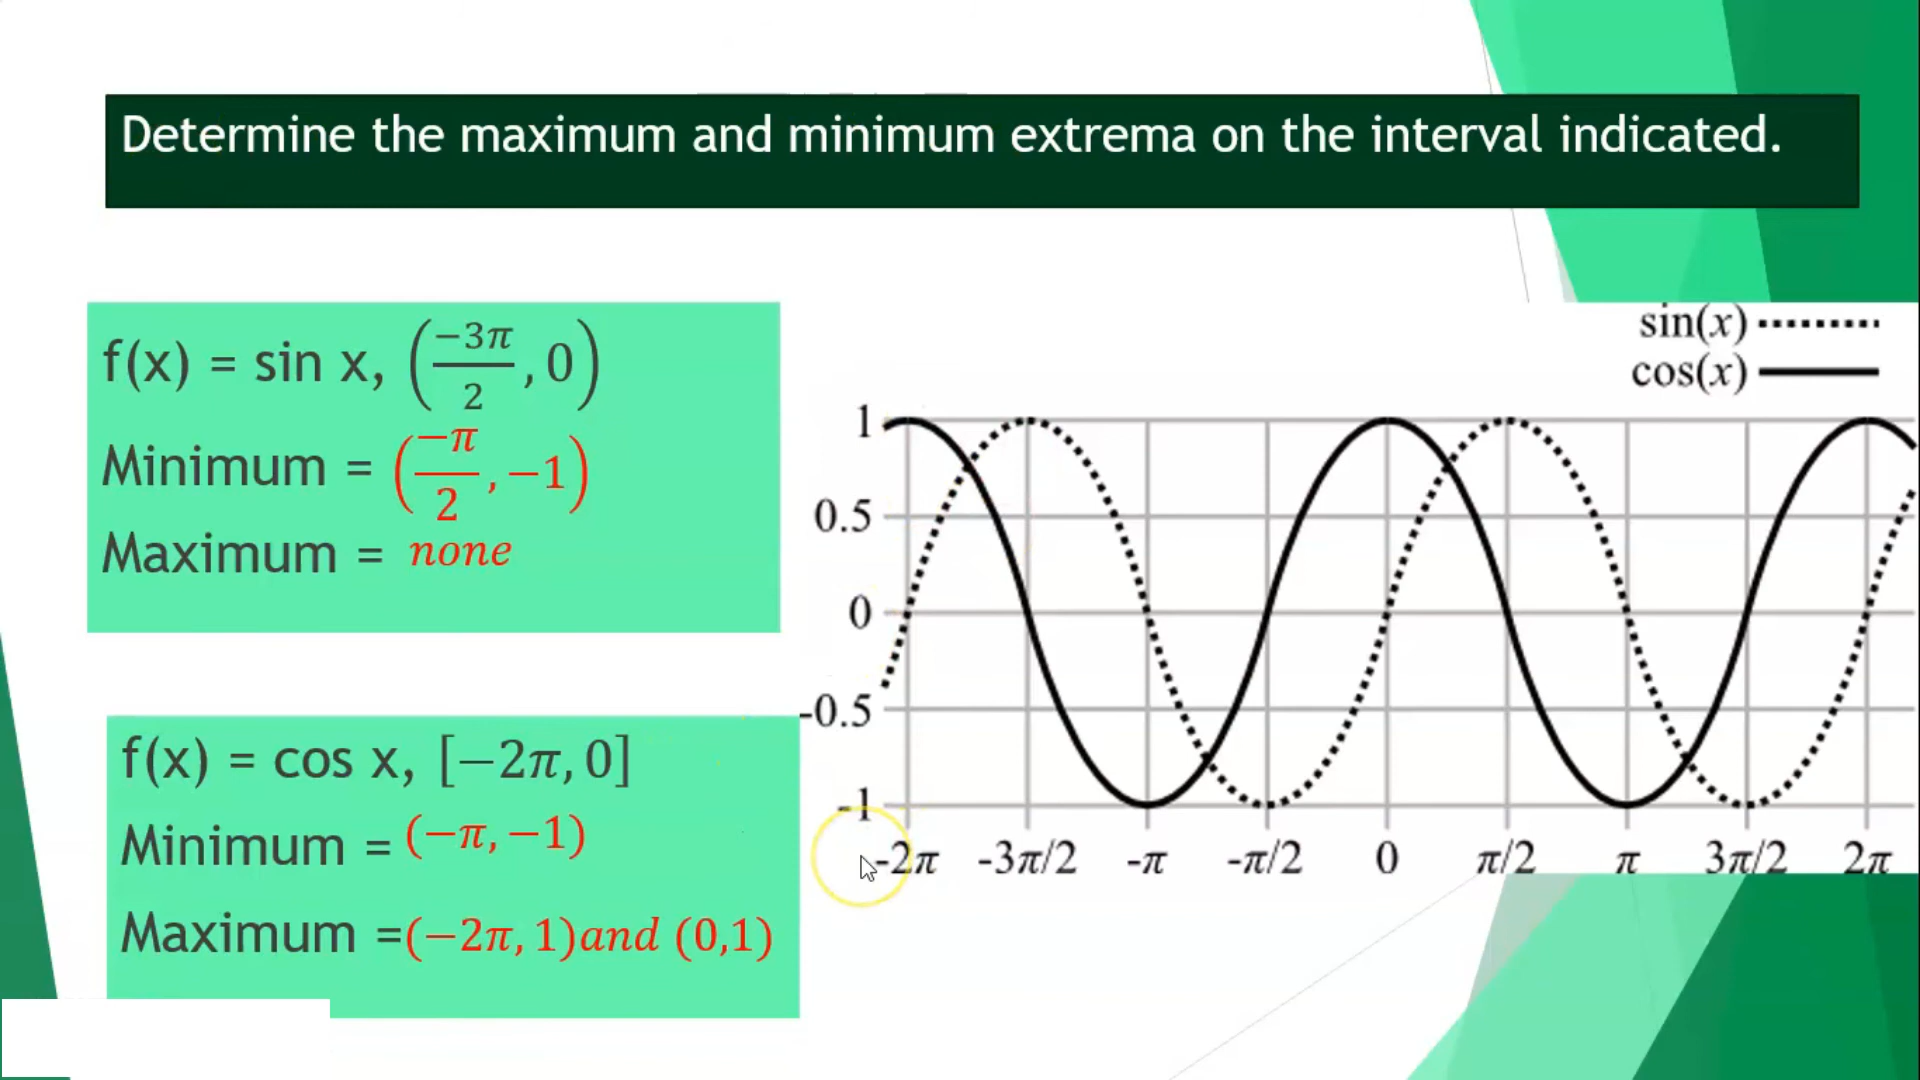 Determine the maximum and minimum extrema on the interval indicated.
f(x) = sin x, (−3π/2, 0)
Minimum = (−π/2, −1)
Maximum = none
f(x) = cos x, [−2π, 0]
Minimum = (−π, −1)
Maximum =(−2π, 1)and (0,1)
sin(x)
cos(x)
1
0.5
0
-0.5
-1
-2π -3π/2 -π -π/2 0 π/2 π 3π/2 2π